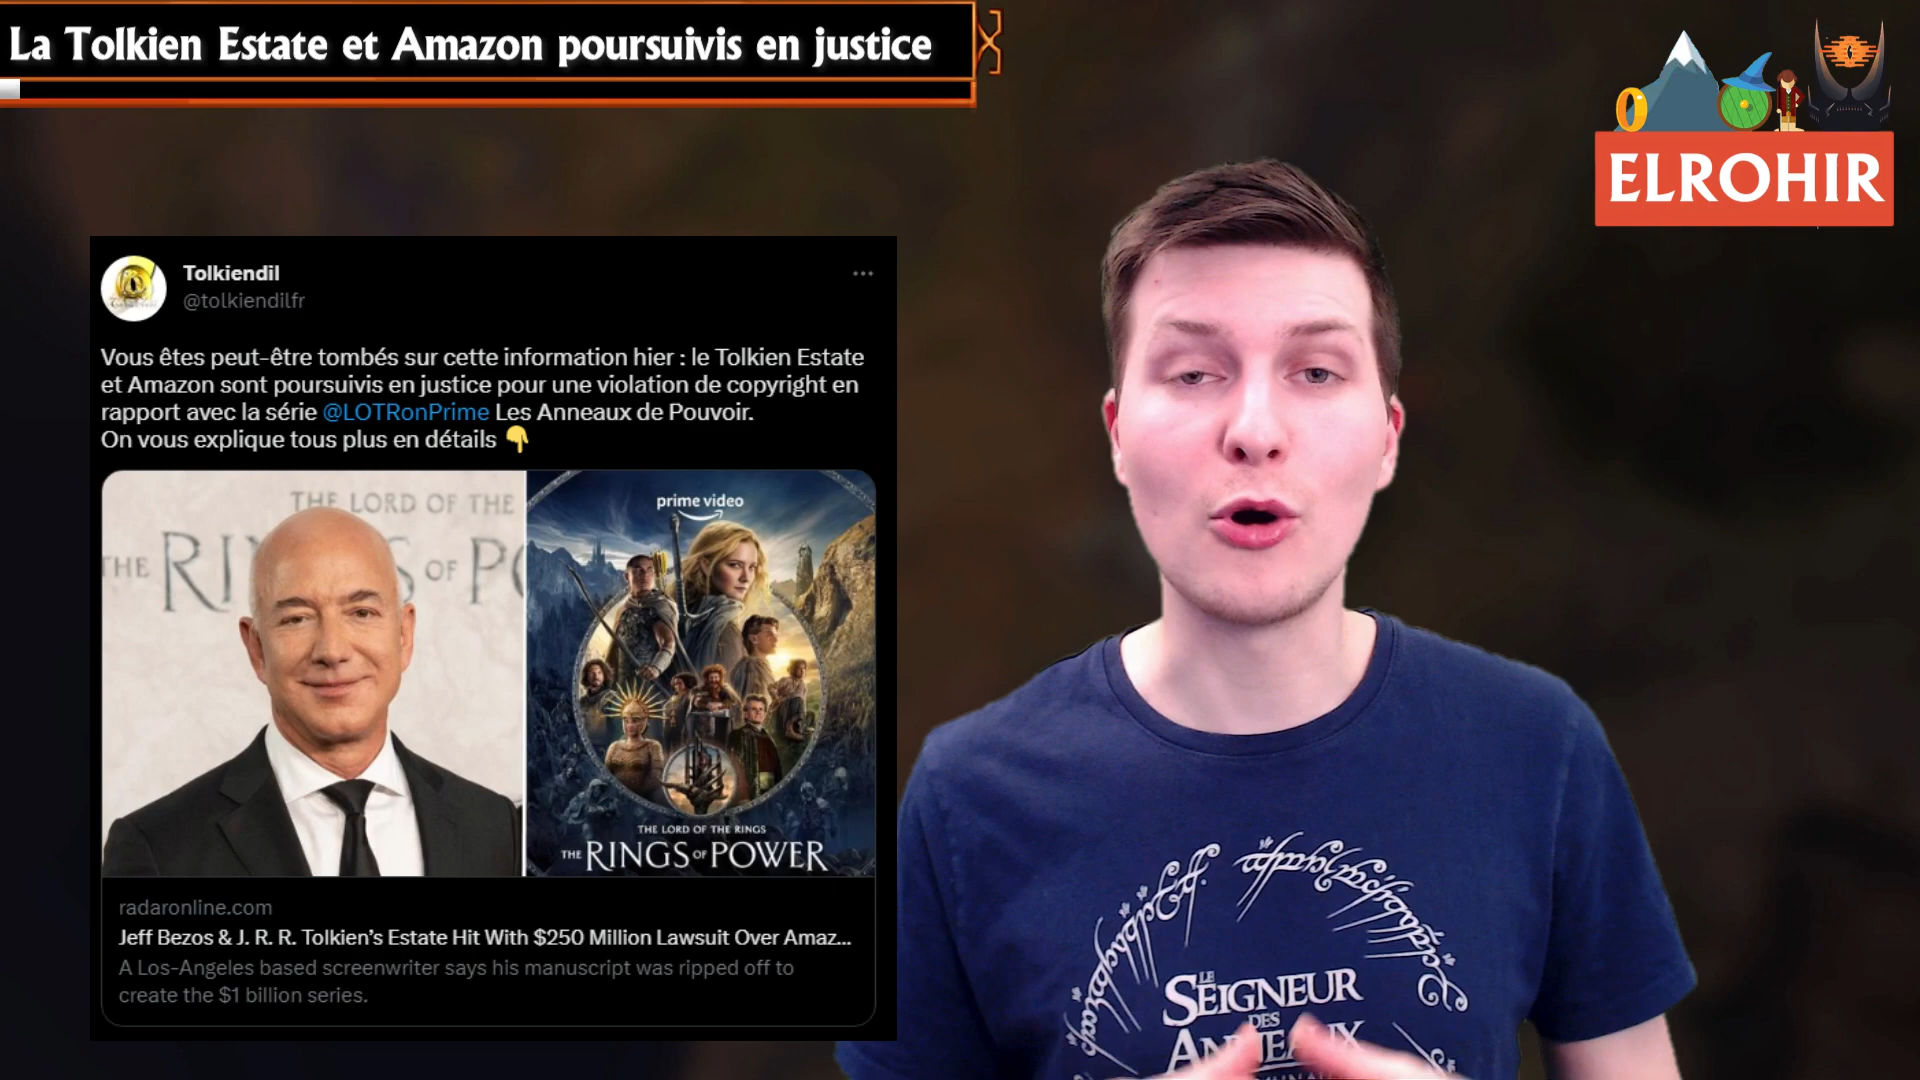 La Tolkien Estate et Amazon poursuivis en justice
ELROHIR
Tolkiendil
@tolkiendilfr
Vous êtes peut-être tombés sur cette information hier : le Tolkien Estate
et Amazon sont poursuivis en justice pour une violation de copyright en
rapport avec la série @LOTRonPrime Les Anneaux de Pouvoir.
On vous explique tous plus en détails 👇
THE LORD OF THE
THE RINGS OF
prime video
THE LORD OF THE RINGS
THE RINGS OF POWER
radaronline.com
Jeff Bezos & J. R. R. Tolkien's Estate Hit With $250 Million Lawsuit Over Amaz...
A Los-Angeles based screenwriter says his manuscript was ripped off to
create the $1 billion series.
LE
SEIGNEUR
DES
ANNEAUX